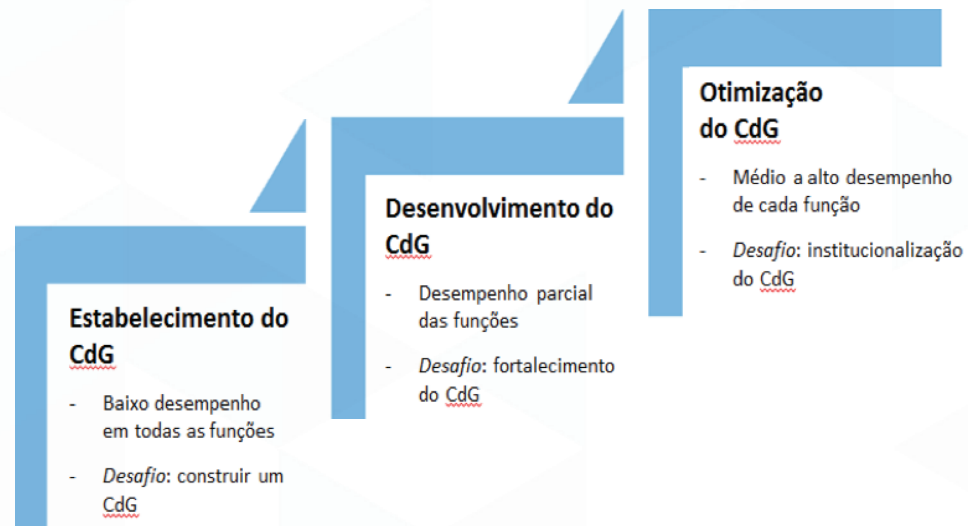 Estabelecimento do
CdG
- Baixo desempenho
em todas as funções
- Desafio: construir um
CdG
Desenvolvimento do
CdG
- Desempenho parcial
das funções
- Desafio: fortalecimento
do CdG
Otimização
do CdG
- Médio a alto desempenho
de cada função
- Desafio: institucionalização
do CdG